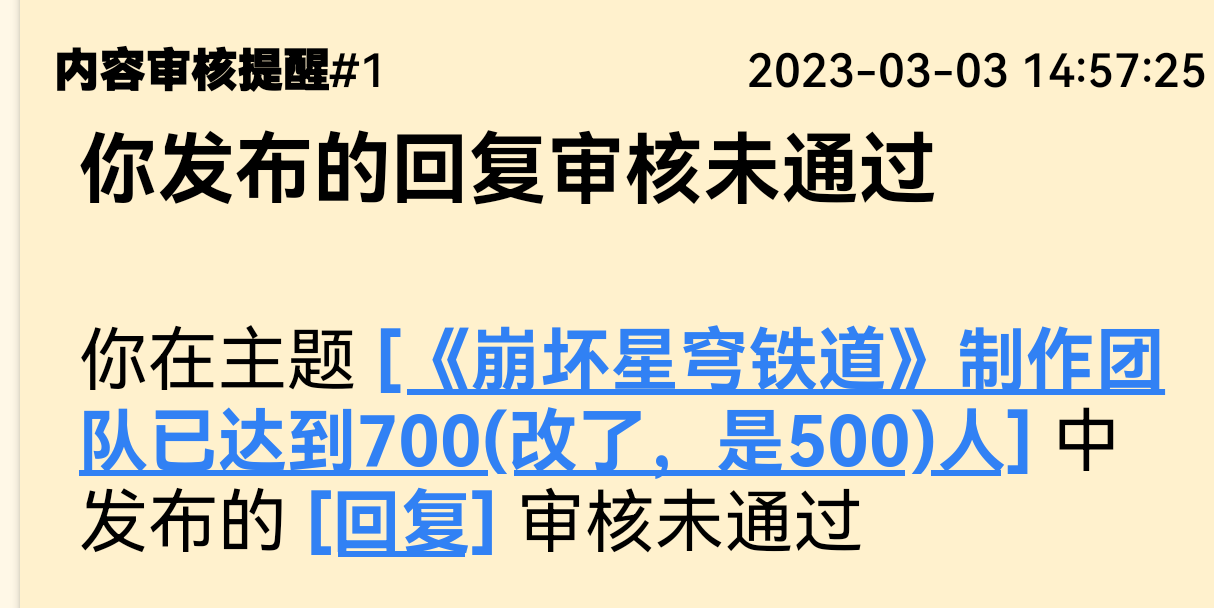 内容审核提醒#1 2023-03-03 14:57:25
你发布的回复审核未通过
你在主题 [《崩坏星穹铁道》制作团
队已达到700(改了，是500)人] 中
发布的 [回复] 审核未通过